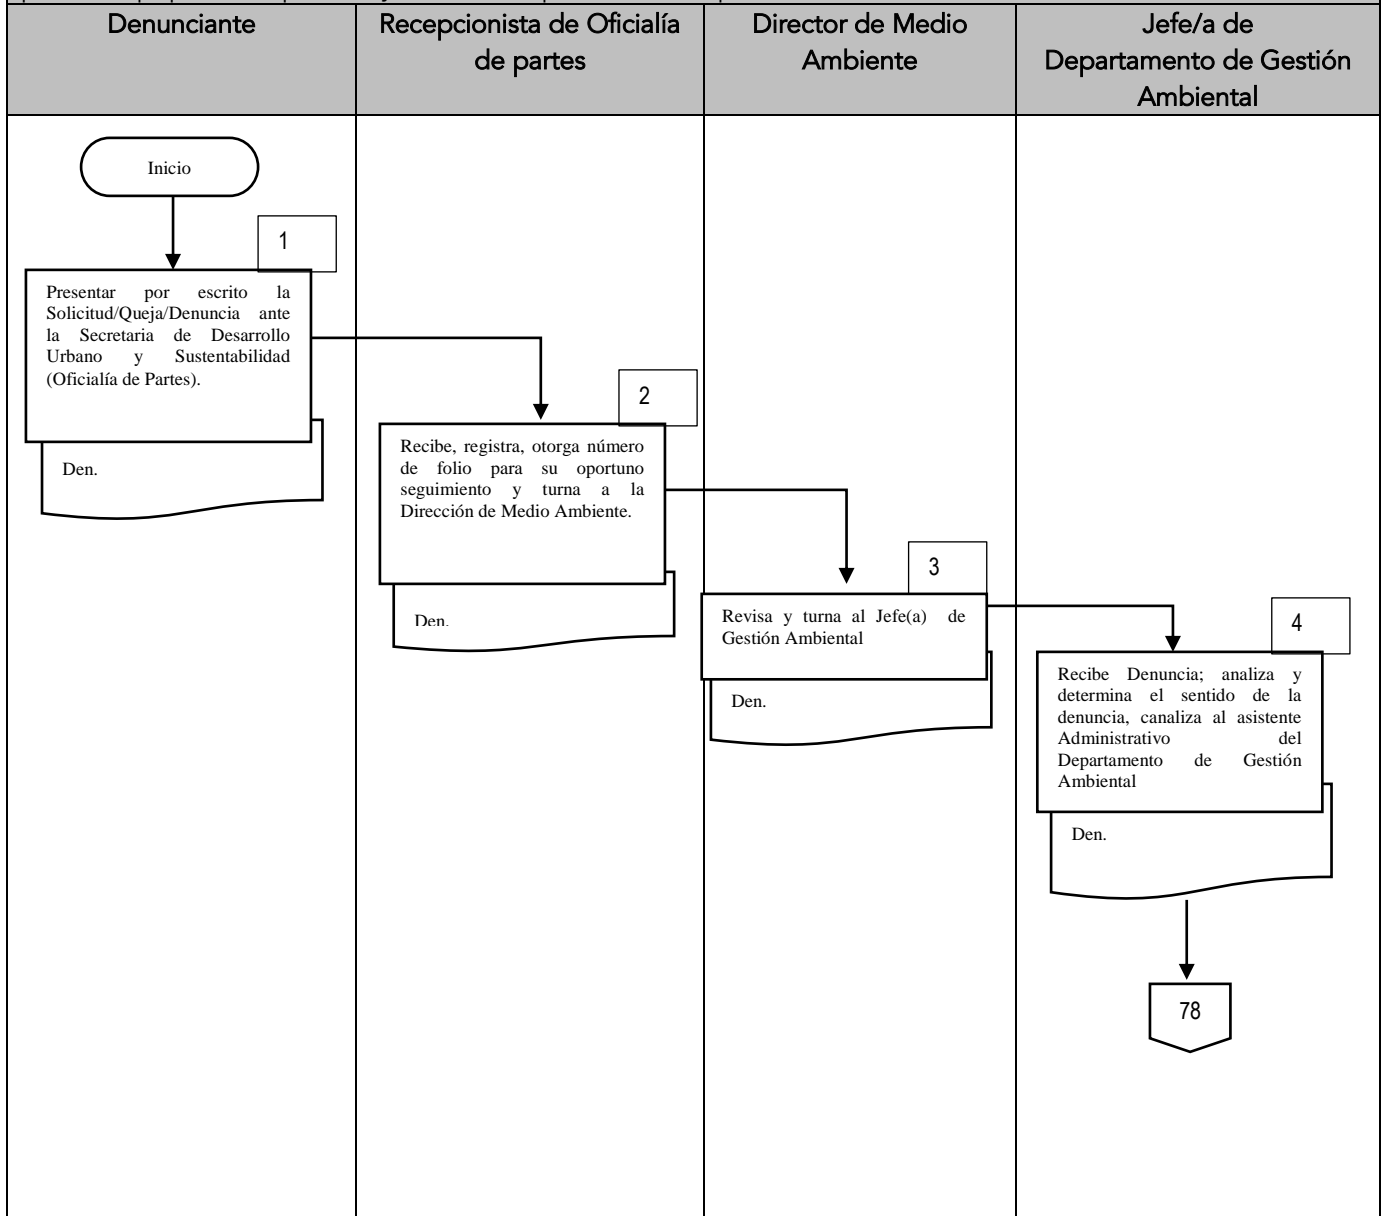 Denunciante
Recepcionista de Oficialía
de partes
Director de Medio
Ambiente
Jefe/a de
Departamento de Gestión
Ambiental
Inicio
1
Presentar por escrito la
Solicitud/Queja/Denuncia ante
la Secretaria de Desarrollo
Urbano y Sustentabilidad
(Oficialía de Partes).
Den.
2
Recibe, registra, otorga número
de folio para su oportuno
seguimiento y turna a la
Dirección de Medio Ambiente.
Den.
3
Revisa y turna al Jefe(a) de
Gestión Ambiental
Den.
4
Recibe Denuncia; analiza y
determina el sentido de la
denuncia, canaliza al asistente
Administrativo del
Departamento de Gestión
Ambiental
Den.
78